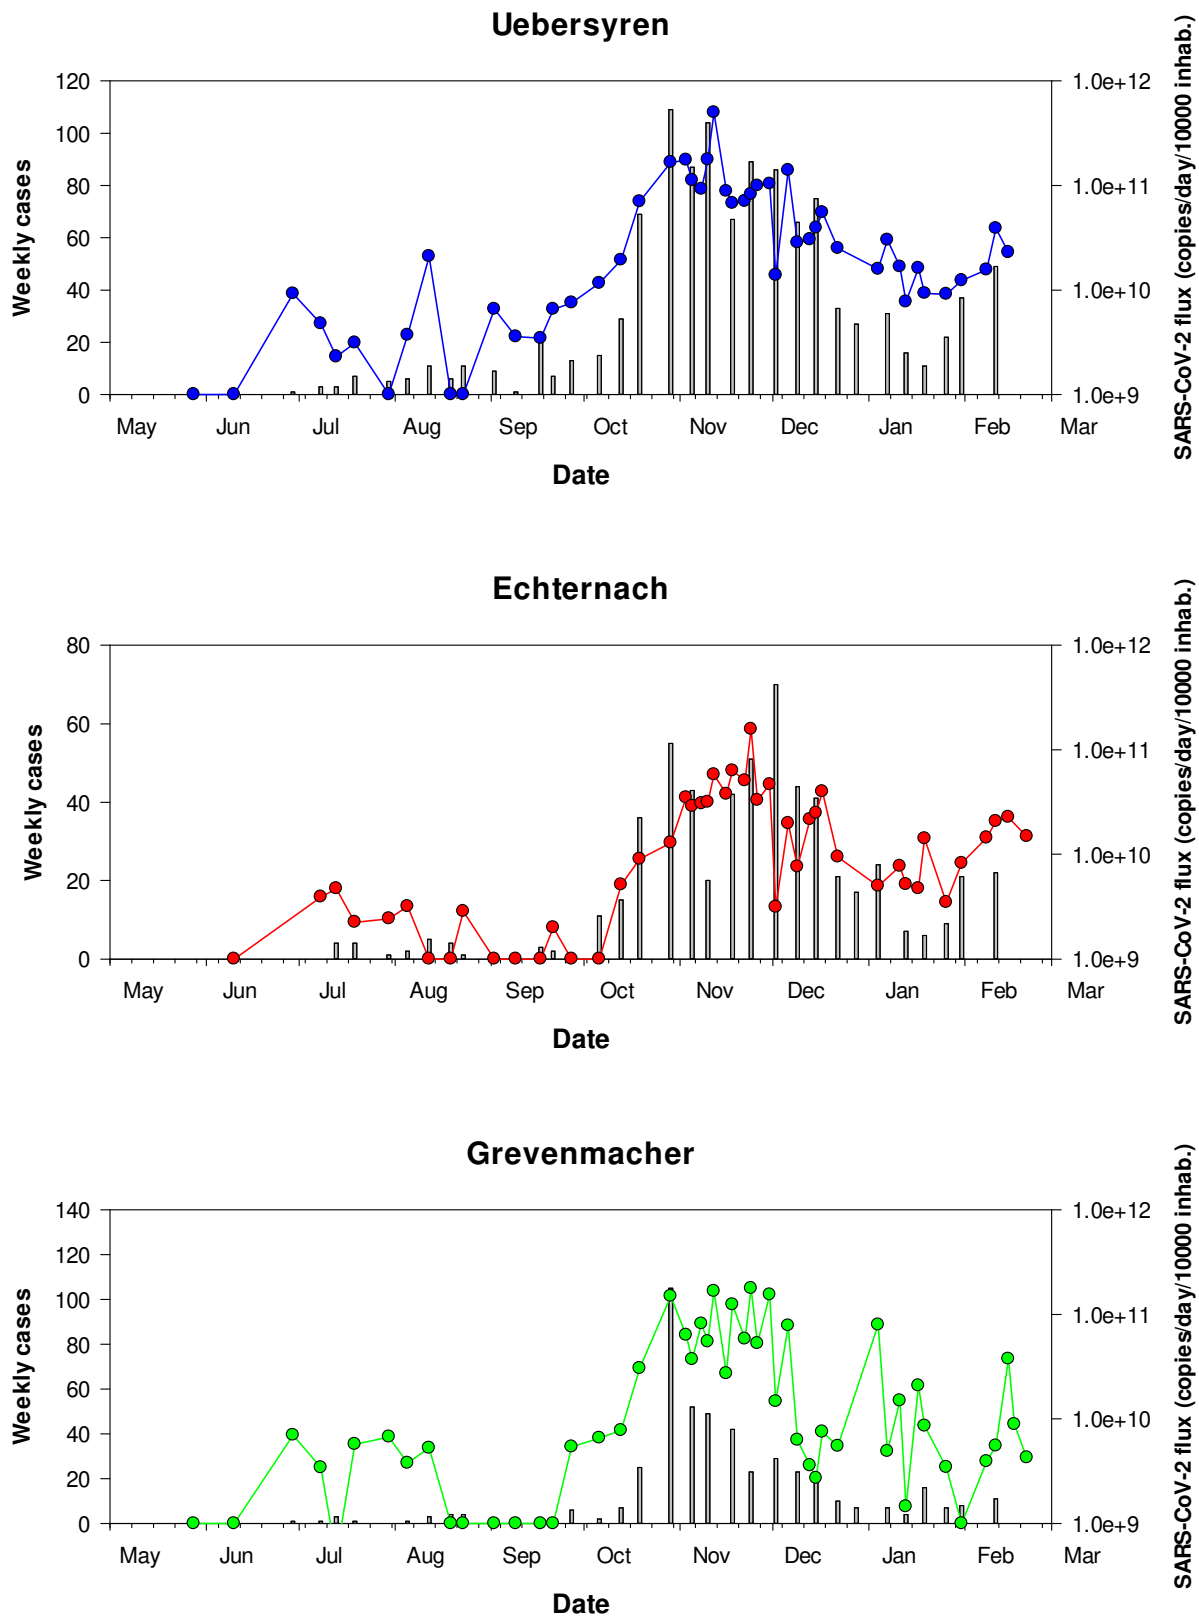 Uebersyren
120
100
80
60
40
20
0
Weekly cases
1.0e+12
1.0e+11
1.0e+10
1.0e+9
SARS-CoV-2 flux (copies/day/10000 inhab.)
May Jun Jul Aug Sep Oct Nov Dec Jan Feb Mar
Date
Echternach
80
60
40
20
0
Weekly cases
1.0e+12
1.0e+11
1.0e+10
1.0e+9
SARS-CoV-2 flux (copies/day/10000 inhab.)
May Jun Jul Aug Sep Oct Nov Dec Jan Feb Mar
Date
Grevenmacher
140
120
100
80
60
40
20
0
Weekly cases
1.0e+12
1.0e+11
1.0e+10
1.0e+9
SARS-CoV-2 flux (copies/day/10000 inhab.)
May Jun Jul Aug Sep Oct Nov Dec Jan Feb Mar
Date